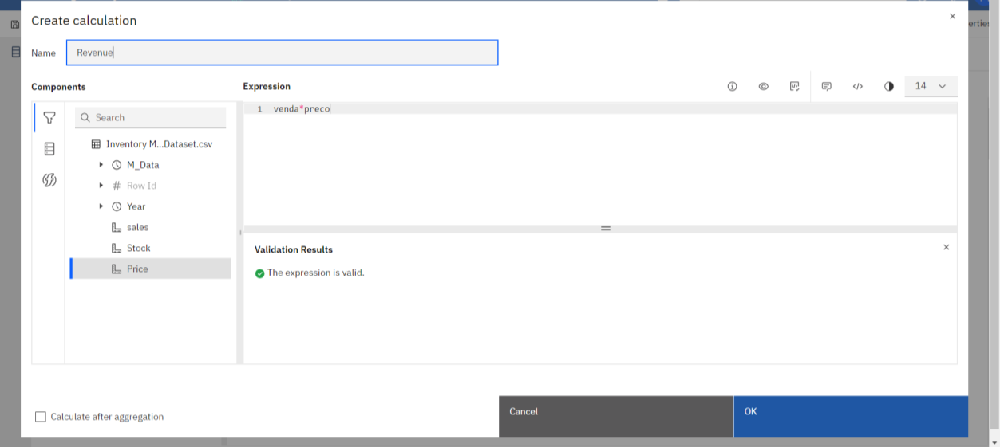 Create calculation
erties
Name
Revenue
Components
Expression
14
Search
1 venda*preco
Inventory M...Dataset.csv
M_Data
# Row Id
Year
sales
Stock
Price
Validation Results
The expression is valid.
Calculate after aggregation
Cancel
OK